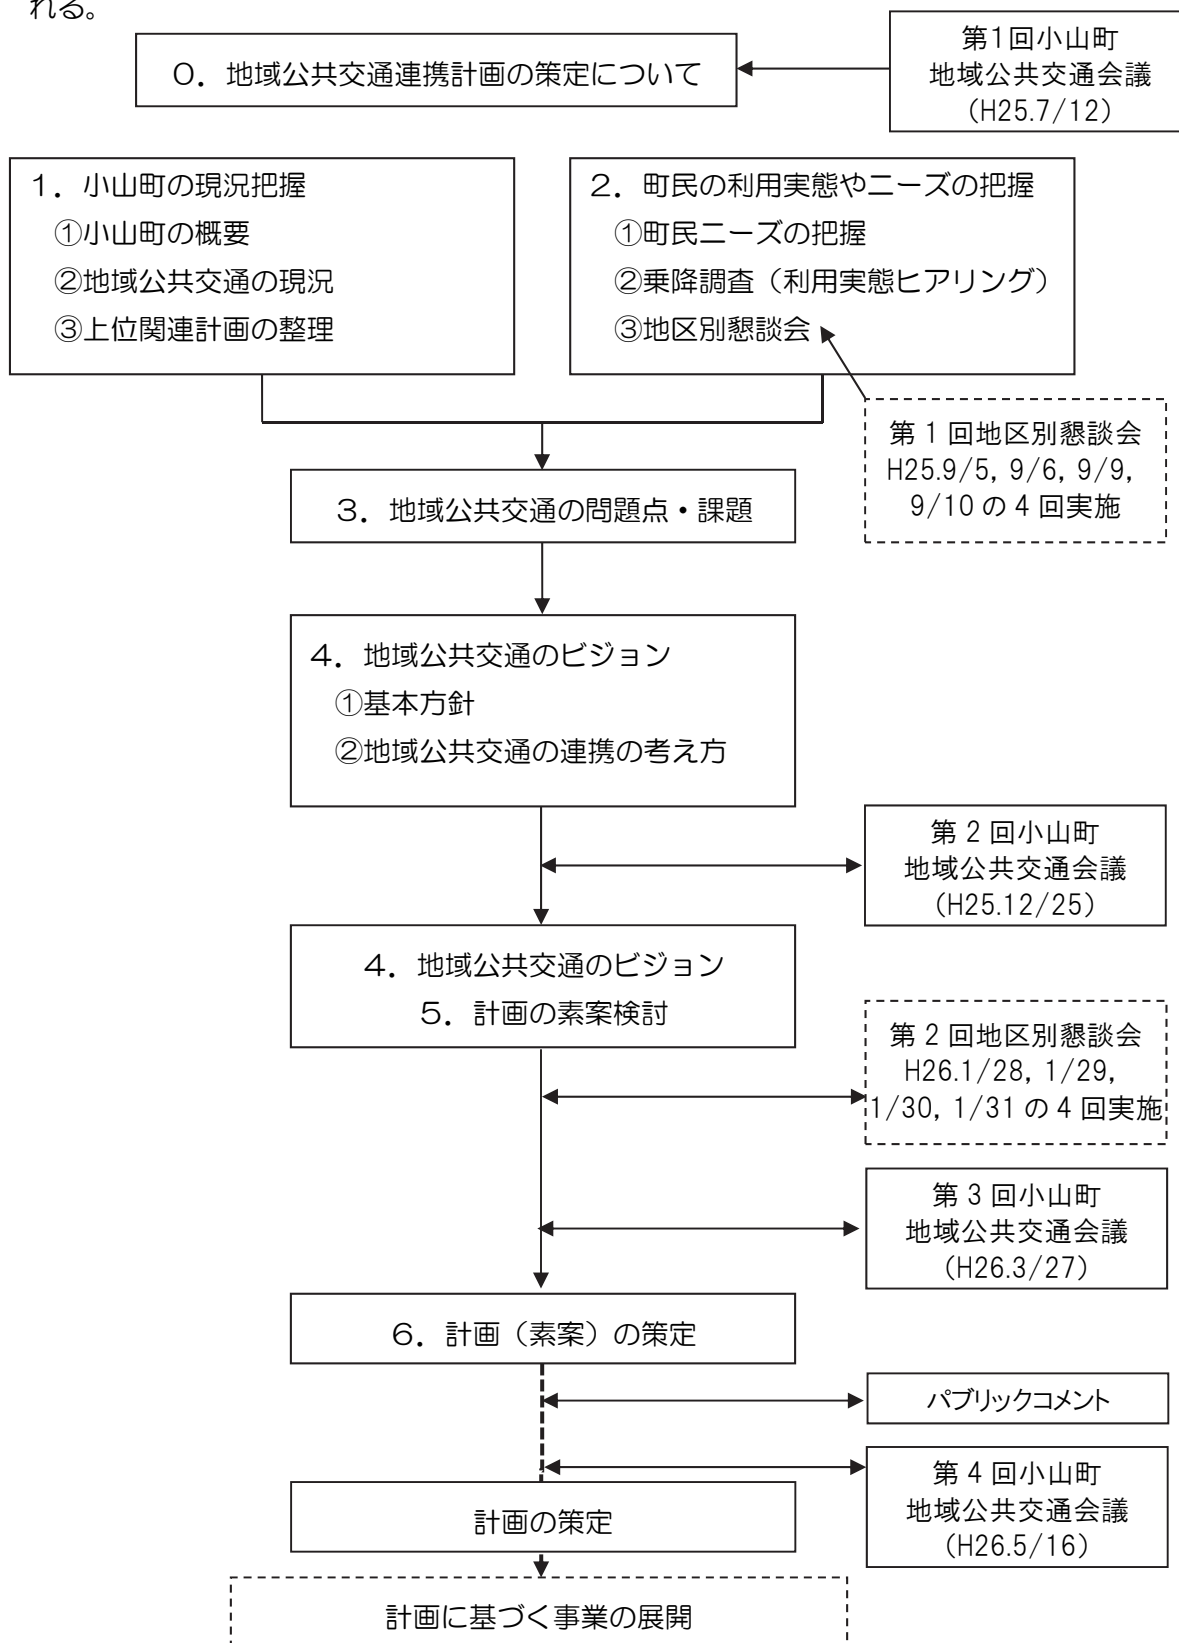 れる。
０．地域公共交通連携計画の策定について
第1回小山町
地域公共交通会議
（H25.7/12）
１．小山町の現況把握
①小山町の概要
②地域公共交通の現況
③上位関連計画の整理
２．町民の利用実態やニーズの把握
①町民ニーズの把握
②乗降調査（利用実態ヒアリング）
③地区別懇談会
第 1 回地区別懇談会
H25.9/5, 9/6, 9/9,
9/10 の 4 回実施
３．地域公共交通の問題点・課題
４．地域公共交通のビジョン
①基本方針
②地域公共交通の連携の考え方
第 2 回小山町
地域公共交通会議
（H25.12/25）
４．地域公共交通のビジョン
５．計画の素案検討
第 2 回地区別懇談会
H26.1/28, 1/29,
1/30, 1/31 の 4 回実施
第 3 回小山町
地域公共交通会議
（H26.3/27）
６．計画（素案）の策定
パブリックコメント
第 4 回小山町
地域公共交通会議
（H26.5/16）
計画の策定
計画に基づく事業の展開